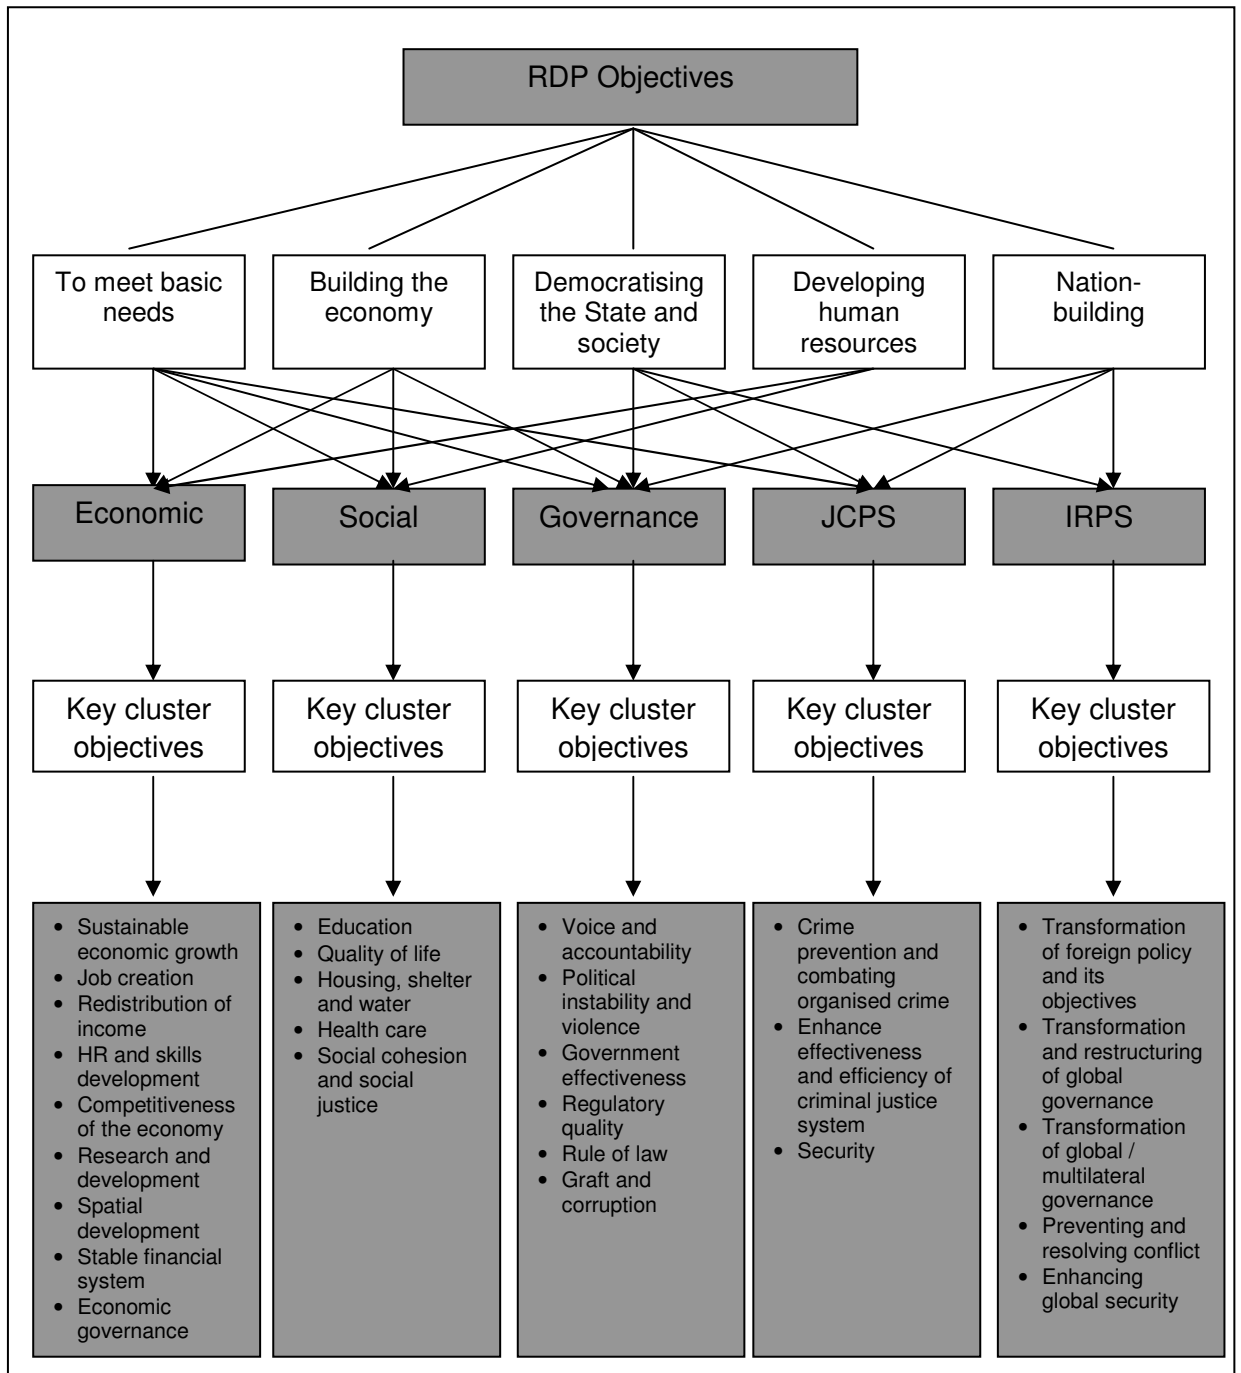 RDP Objectives
To meet basic
needs
Building the
economy
Democratising
the State and
society
Developing
human
resources
Nation-
building
Economic
Social
Governance
JCPS
IRPS
Key cluster
objectives
Key cluster
objectives
Key cluster
objectives
Key cluster
objectives
Key cluster
objectives
• Sustainable
economic growth
• Job creation
• Redistribution of
income
• HR and skills
development
• Competitiveness
of the economy
• Research and
development
• Spatial
development
• Stable financial
system
• Economic
governance
• Education
• Quality of life
• Housing, shelter
and water
• Health care
• Social cohesion
and social
justice
• Voice and
accountability
• Political
instability and
violence
• Government
effectiveness
• Regulatory
quality
• Rule of law
• Graft and
corruption
• Crime
prevention and
combating
organised crime
• Enhance
effectiveness
and efficiency of
criminal justice
system
• Security
• Transformation
of foreign policy
and its
objectives
• Transformation
and restructuring
of global
governance
• Transformation
of global /
multilateral
governance
• Preventing and
resolving conflict
• Enhancing
global security